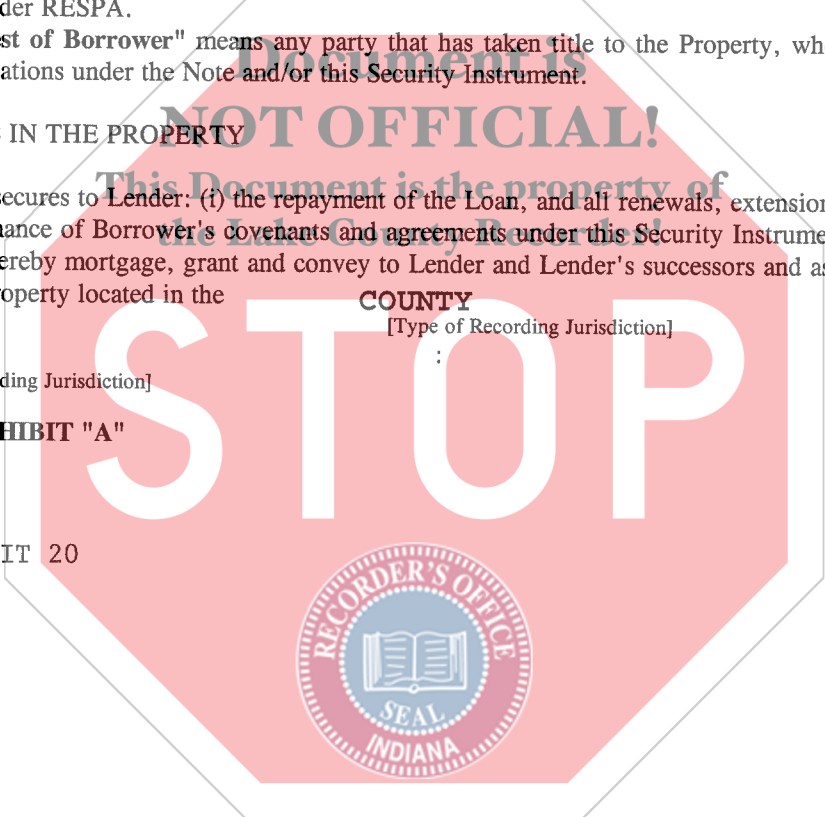 der RESPA.
st of Borrower" means any party that has taken title to the Property, wh
ations under the Note and/or this Security Instrument.
Document is
NOT OFFICIAL!
IN THE PROPERTY
This Document is the property of
the Lake County Recorder!
ecures to Lender: (i) the repayment of the Loan, and all renewals, extension
ance of Borrower's covenants and agreements under this Security Instrume
ereby mortgage, grant and convey to Lender and Lender's successors and as
operty located in the COUNTY
[Type of Recording Jurisdiction]
:
ding Jurisdiction]
HIBIT "A"
STOP
IT 20
RECORDER'S OFFICE
SEAL
INDIANA